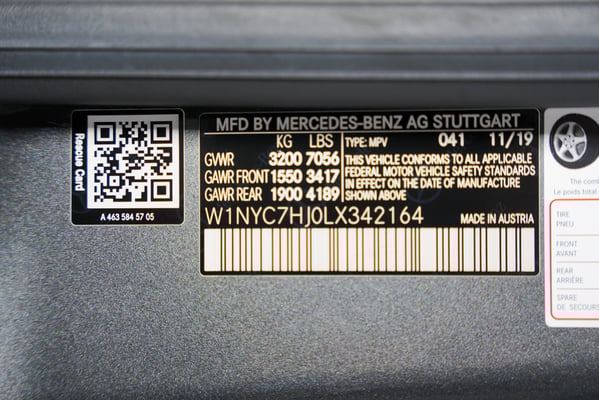 Rescue Card
A 463 584 57 05
MFD BY MERCEDES-BENZ AG STUTTGART
KG LBS
GVWR 3200 7056
GAWR FRONT 1550 3417
GAWR REAR 1900 4189
TYPE: MPV 041 11/19
THIS VEHICLE CONFORMS TO ALL APPLICABLE
FEDERAL MOTOR VEHICLE SAFETY STANDARDS
IN EFFECT ON THE DATE OF MANUFACTURE
SHOWN ABOVE
W1NYC7HJ0LX342164
MADE IN AUSTRIA
The com
Le poids total
TIRE
PNEU
FRONT
AVANT
REAR
ARRIÈRE
SPARE
DE SECOURS